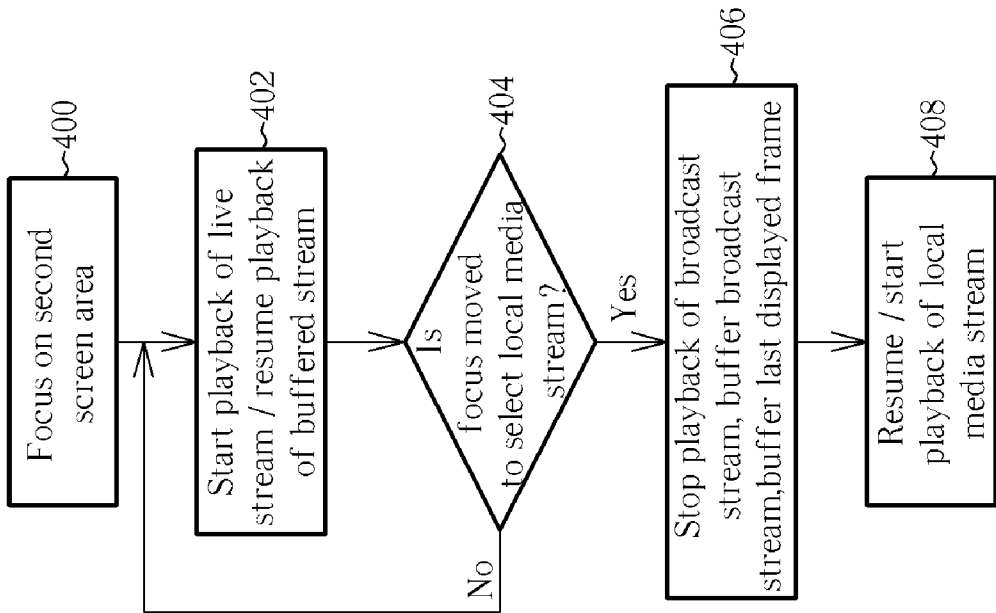 Focus on second
screen area
400
Start playback of live
stream / resume playback
of buffered stream
402
Is
focus moved
to select local media
stream?
404
No
Yes
Stop playback of broadcast
stream, buffer broadcast
stream,buffer last displayed frame
406
Resume / start
playback of local
media stream
408